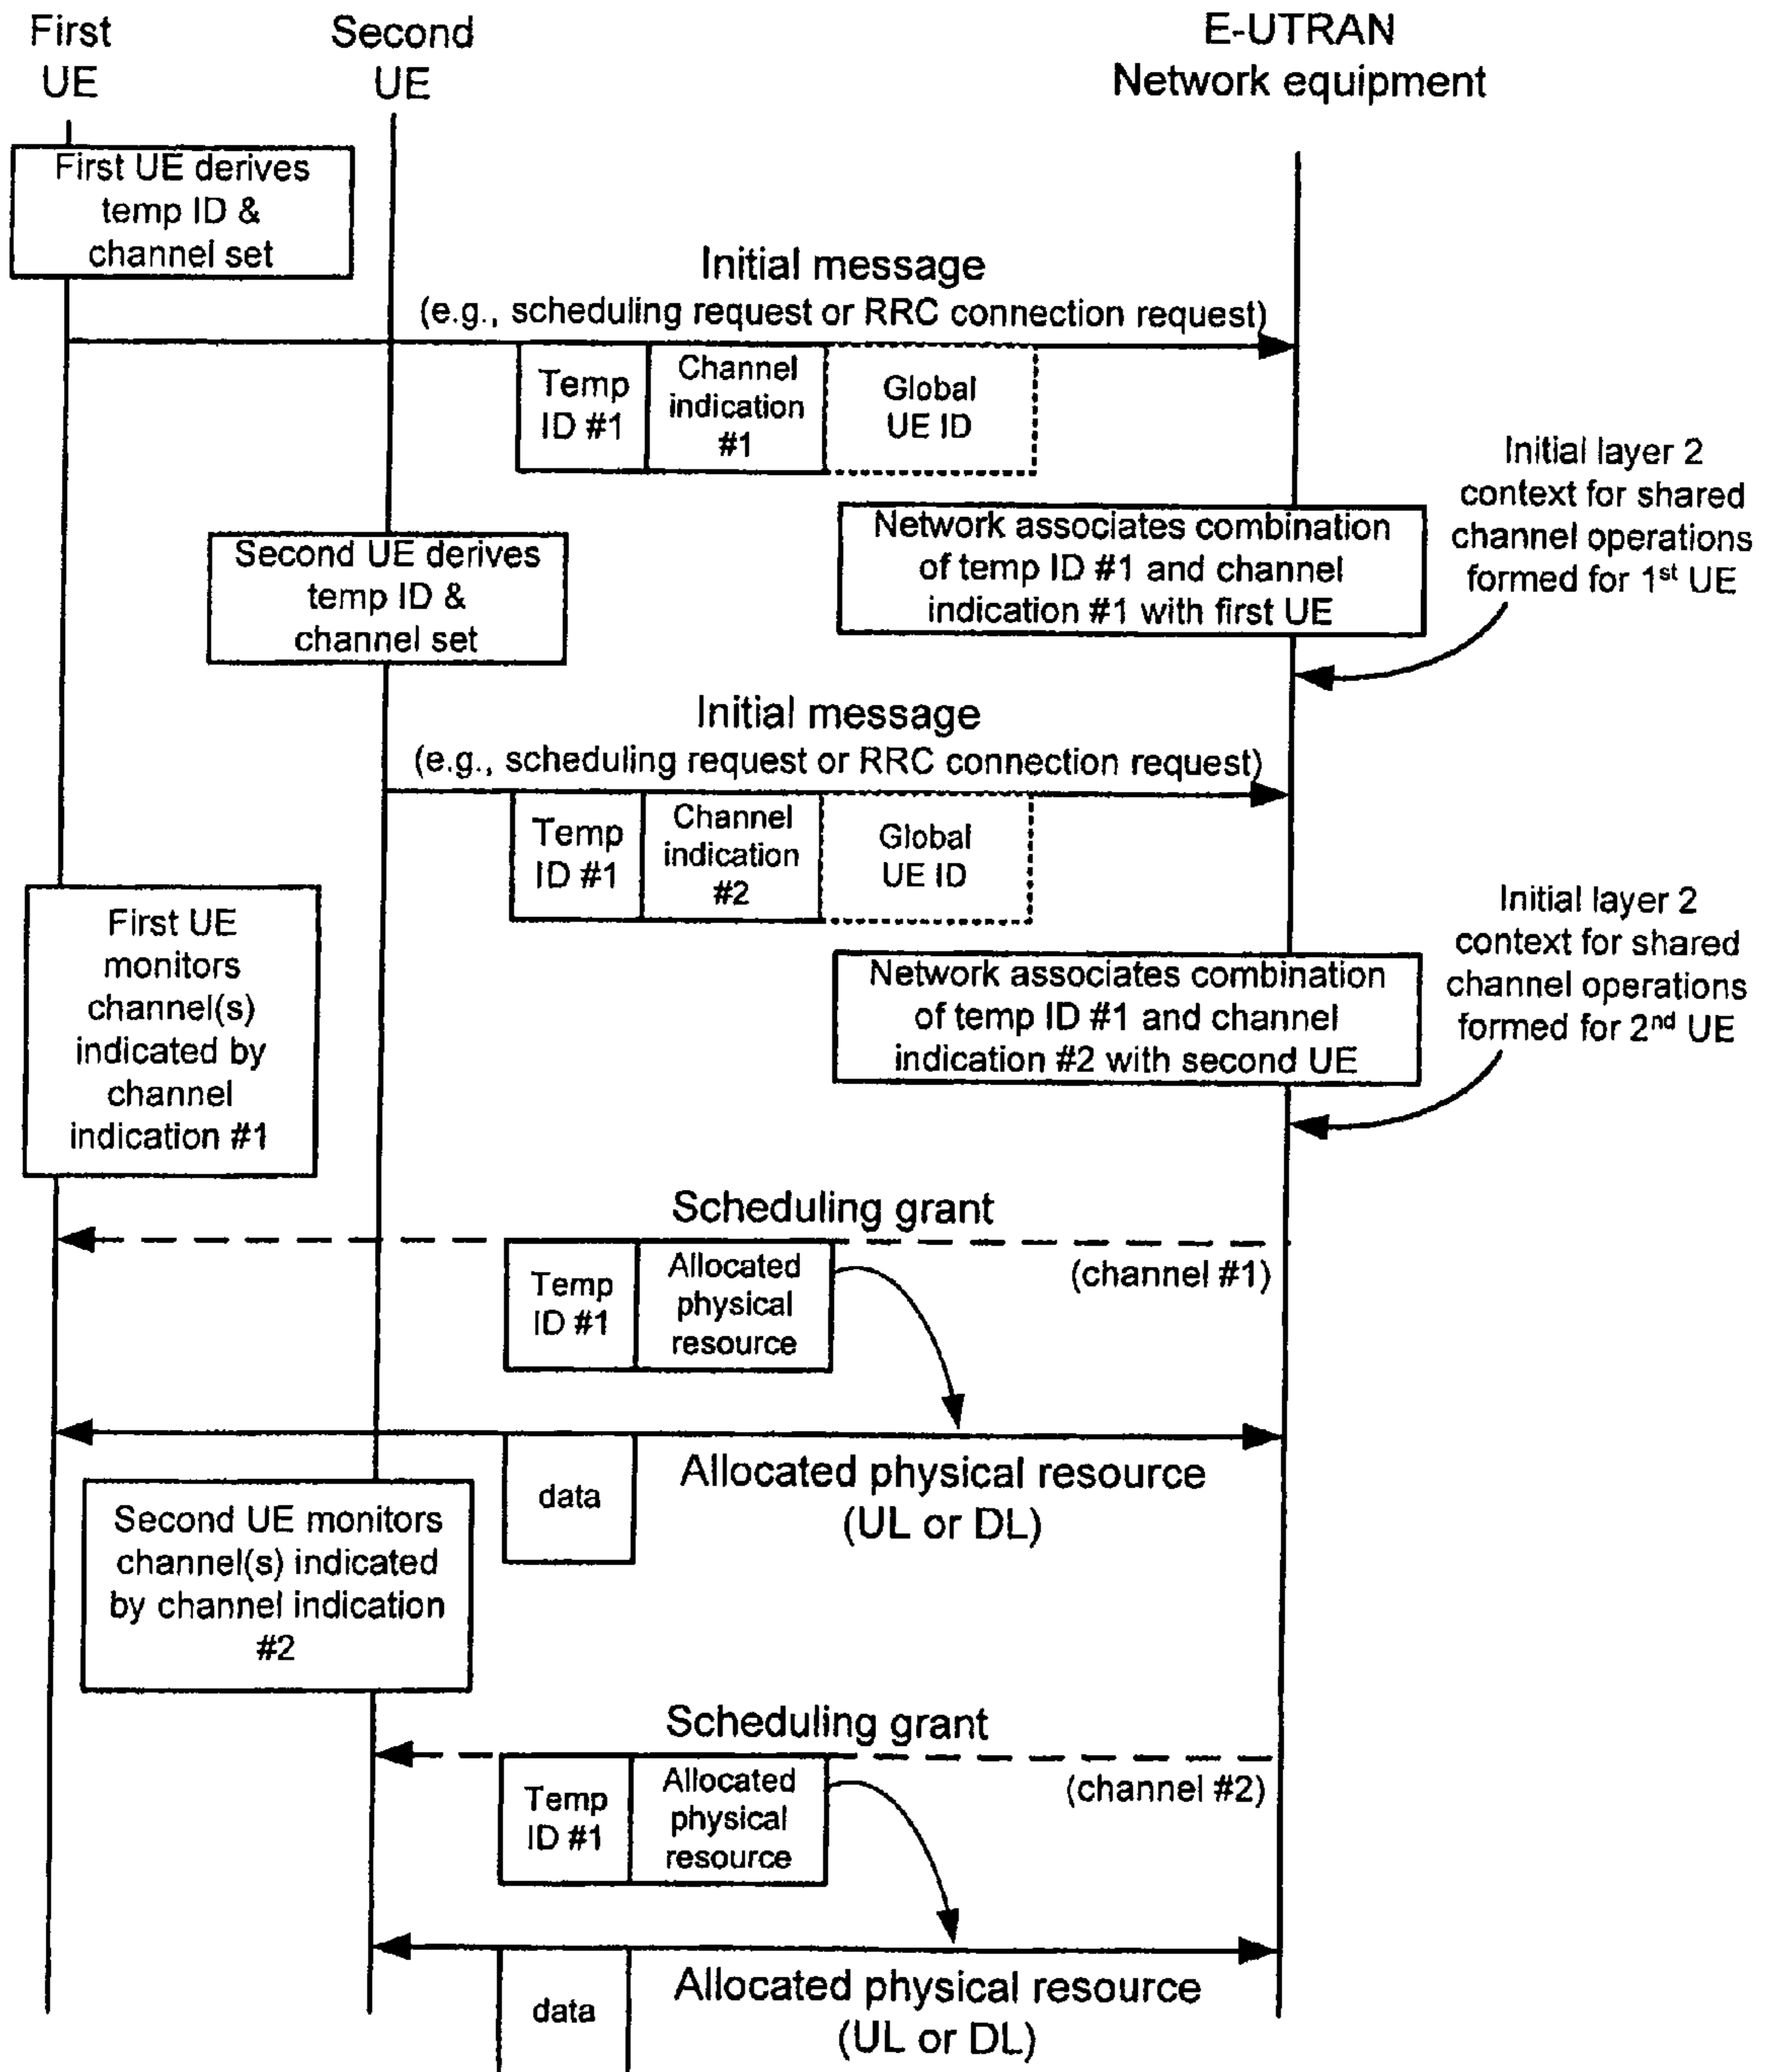 First
UE
Second
UE
E-UTRAN
Network equipment
First UE derives
temp ID &
channel set
Initial message
(e.g., scheduling request or RRC connection request)
Temp
ID #1
Channel
indication
#1
Global
UE ID
Initial layer 2
context for shared
channel operations
formed for 1st UE
Network associates combination
of temp ID #1 and channel
indication #1 with first UE
Second UE derives
temp ID &
channel set
Initial message
(e.g., scheduling request or RRC connection request)
Temp
ID #1
Channel
indication
#2
Global
UE ID
First UE
monitors
channel(s)
indicated by
channel
indication #1
Initial layer 2
context for shared
channel operations
formed for 2nd UE
Network associates combination
of temp ID #1 and channel
indication #2 with second UE
Scheduling grant
(channel #1)
Temp
ID #1
Allocated
physical
resource
data
Allocated physical resource
(UL or DL)
Second UE monitors
channel(s) indicated
by channel indication
#2
Scheduling grant
(channel #2)
Temp
ID #1
Allocated
physical
resource
data
Allocated physical resource
(UL or DL)